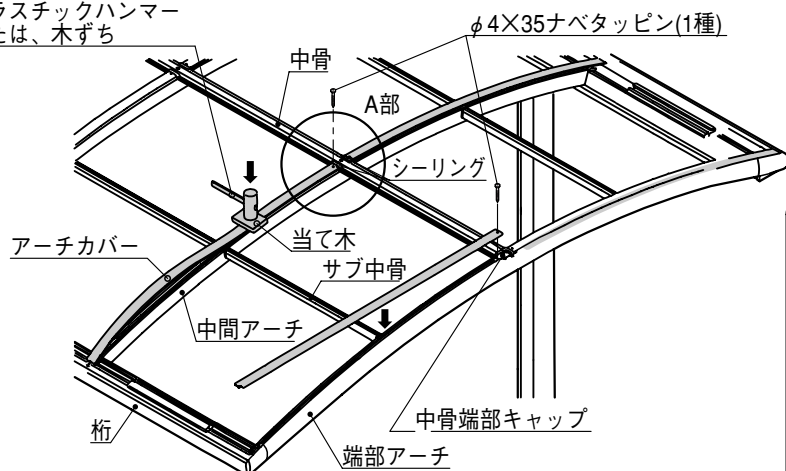 ラスチックハンマー
は、木ずち
φ4×35ナベタッピン(1種)
中骨
A部
シーリング
当て木
アーチカバー
サブ中骨
中間アーチ
中骨端部キャップ
桁
端部アーチ